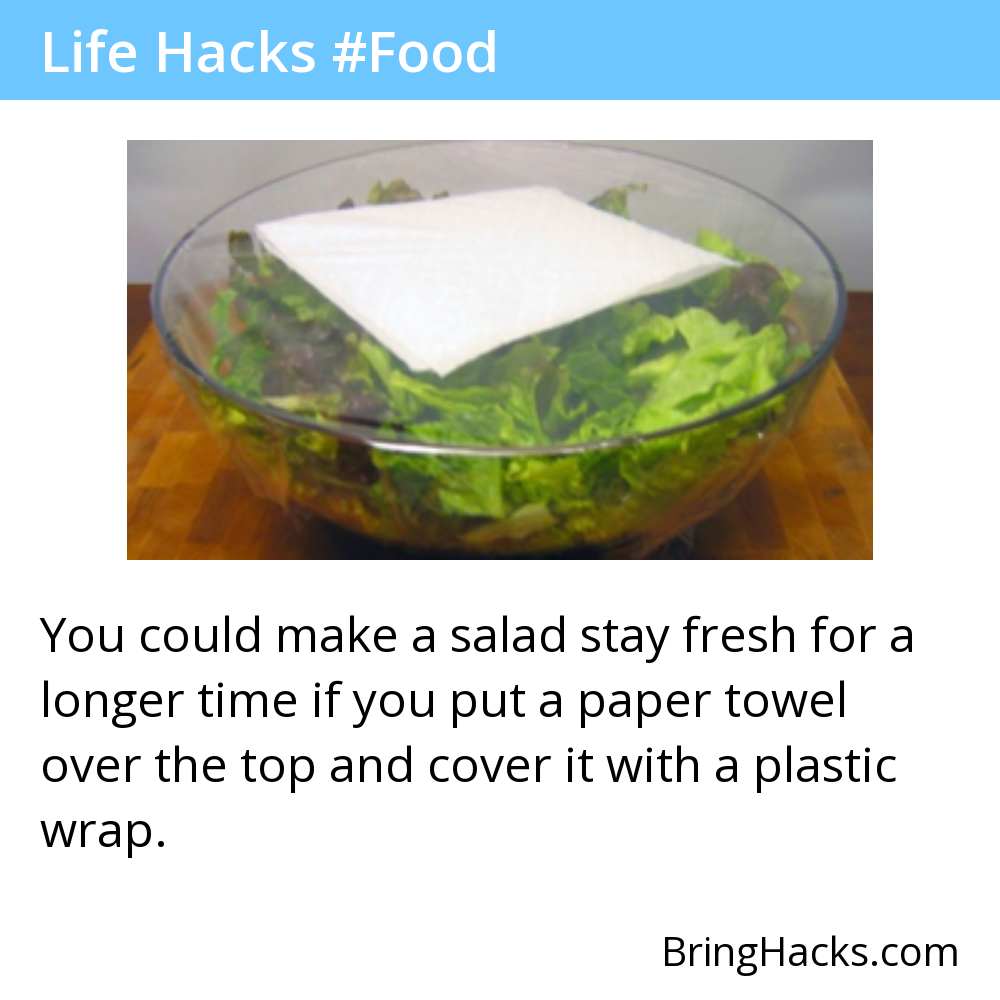 Life Hacks #Food
You could make a salad stay fresh for a
longer time if you put a paper towel
over the top and cover it with a plastic
wrap.
BringHacks.com